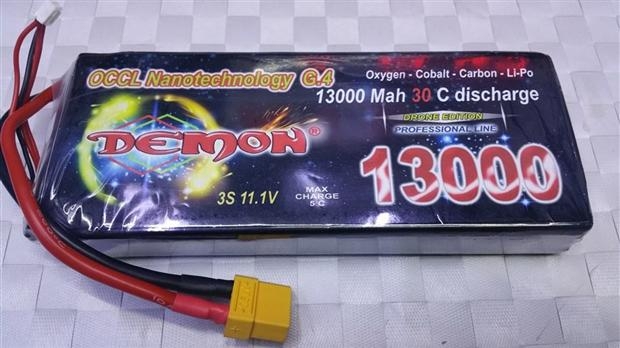 OCCL Nanotechnology G.4
Oxygen - Cobalt - Carbon - Li-Po
13000 Mah 30 C discharge
DRONE EDITION
PROFESSIONAL LINE
DEMON®
13000
3S 11.1V
MAX
CHARGE
5 C